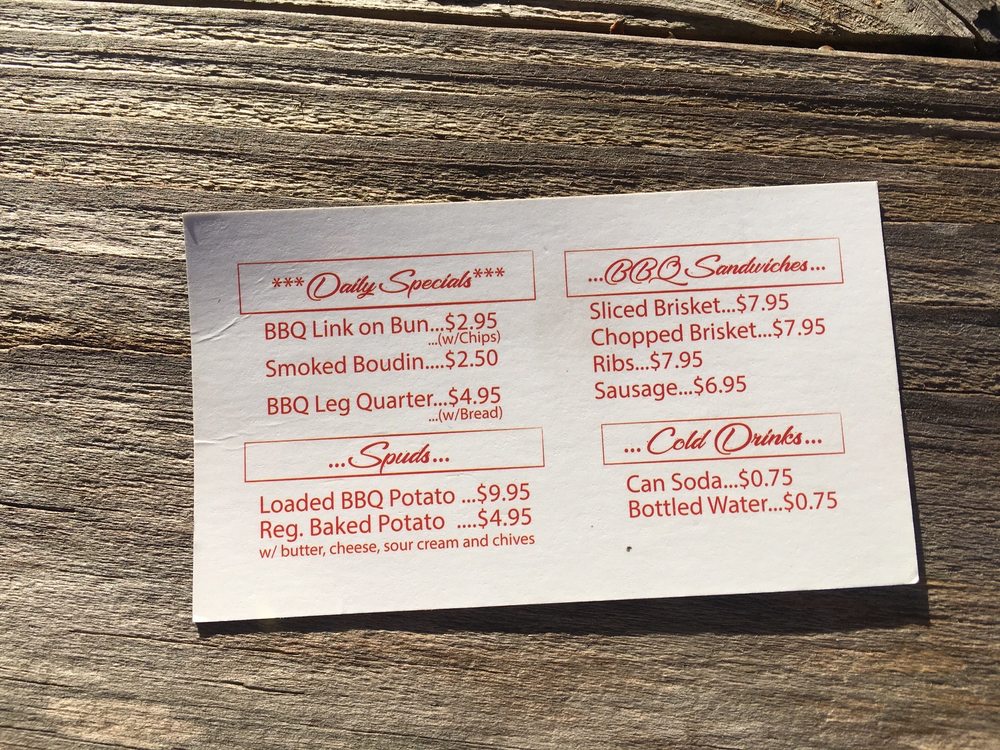 *** Daily Specials***
BBQ Link on Bun...$2.95
...(w/Chips)
Smoked Boudin....$2.50
BBQ Leg Quarter...$4.95
...(w/Bread)
...Spuds...
Loaded BBQ Potato ...$9.95
Reg. Baked Potato ....$4.95
w/ butter, cheese, sour cream and chives
...BBQ Sandwiches...
Sliced Brisket...$7.95
Chopped Brisket...$7.95
Ribs...$7.95
Sausage...$6.95
... Cold Drinks...
Can Soda...$0.75
Bottled Water...$0.75